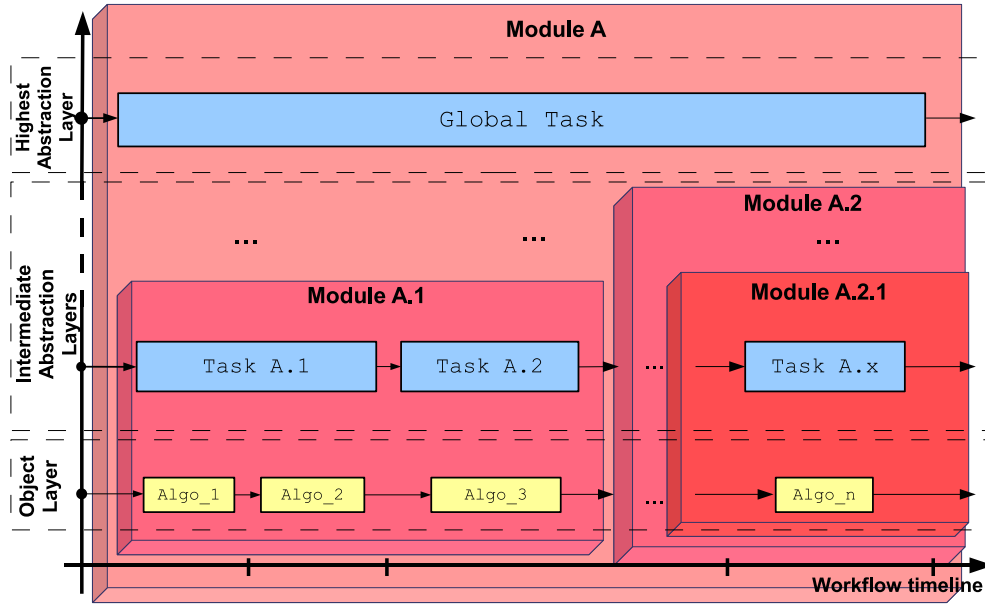 Module A
Highest
Abstraction
Layer
Global Task
Module A.2
...
...
...
Intermediate
Abstraction
Layers
Module A.1
Module A.2.1
Task A.1
Task A.2
...
Task A.x
Object
Layer
Algo_1
Algo_2
Algo_3
...
Algo_n
Workflow timeline